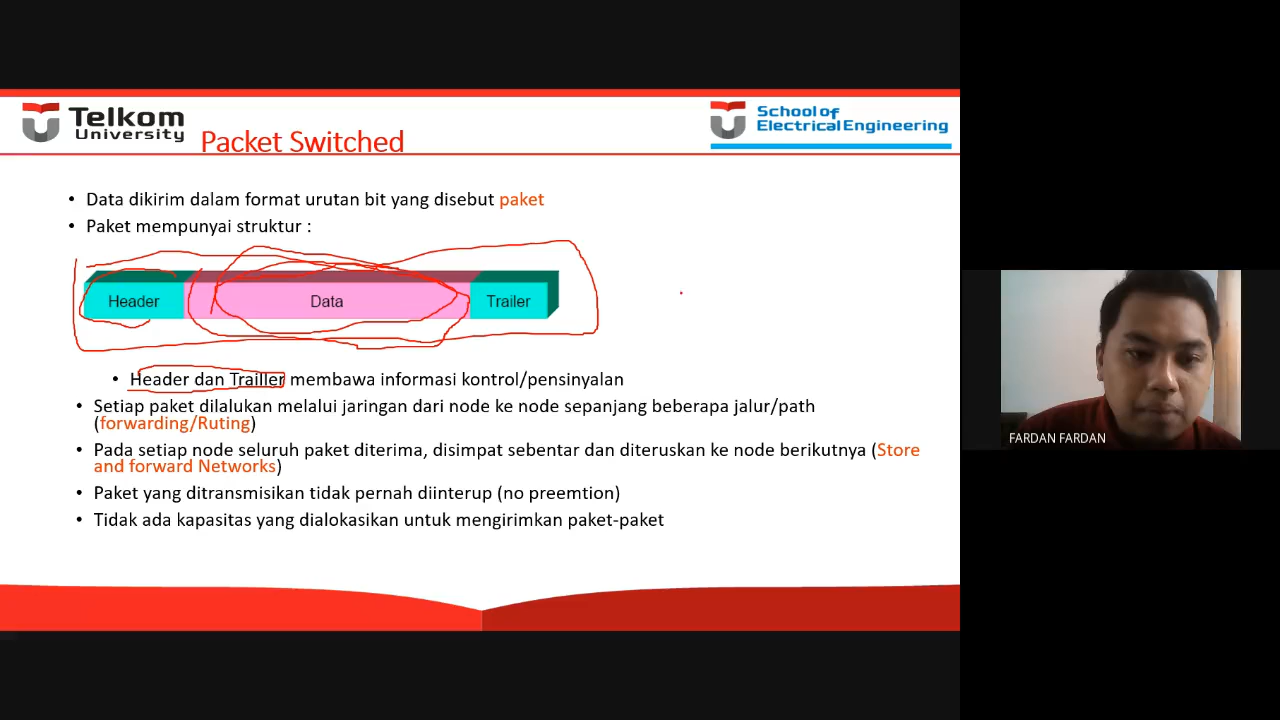 Telkom
University
School of
Electrical Engineering
Packet Switched
• Data dikirim dalam format urutan bit yang disebut paket
• Paket mempunyai struktur :
Header Data Trailer
• Header dan Trailler membawa informasi kontrol/pensinyalan
• Setiap paket dilalukan melalui jaringan dari node ke node sepanjang beberapa jalur/path
(forwarding/Ruting)
• Pada setiap node seluruh paket diterima, disimpat sebentar dan diteruskan ke node berikutnya (Store
and forward Networks)
• Paket yang ditransmisikan tidak pernah diinterup (no preemtion)
• Tidak ada kapasitas yang dialokasikan untuk mengirimkan paket-paket
FARDAN FARDAN